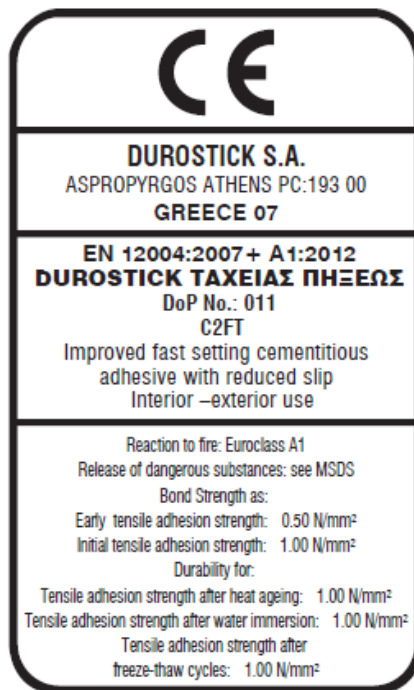 CE
DUROSTICK S.A.
ASPROPYRGOS ATHENS PC:193 00
GREECE 07
EN 12004:2007+ A1:2012
DUROSTICK ΤΑΧΕΙΑΣ ΠΗΞΕΩΣ
DoP No.: 011
C2FT
Improved fast setting cementitious
adhesive with reduced slip
Interior –exterior use
Reaction to fire: Euroclass A1
Release of dangerous substances: see MSDS
Bond Strength as:
Early tensile adhesion strength: 0.50 N/mm²
Initial tensile adhesion strength: 1.00 N/mm²
Durability for:
Tensile adhesion strength after heat ageing: 1.00 N/mm²
Tensile adhesion strength after water immersion: 1.00 N/mm²
Tensile adhesion strength after
freeze-thaw cycles: 1.00 N/mm²